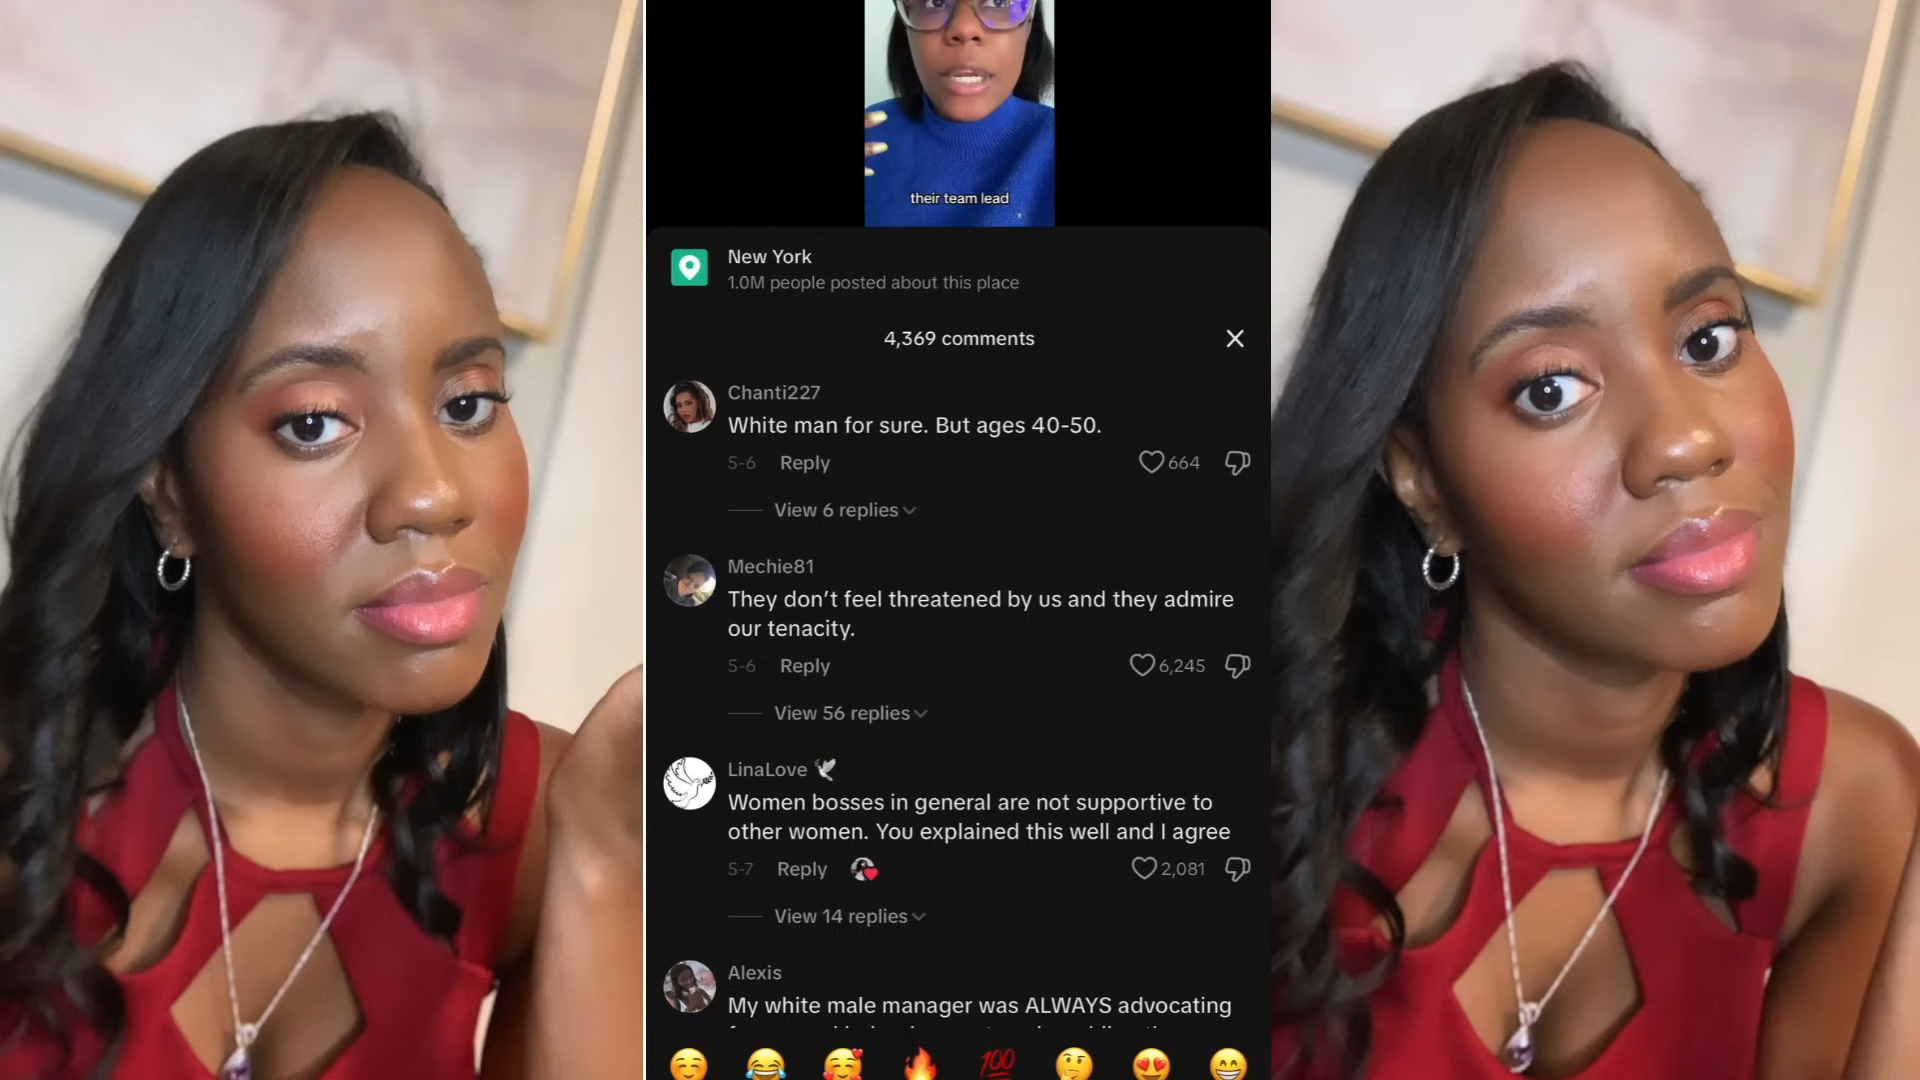 their team lead
New York
1.0M people posted about this place
4,369 comments
Chanti227
White man for sure. But ages 40-50.
5-6 Reply 664
View 6 replies
Mechie81
They don’t feel threatened by us and they admire
our tenacity.
5-6 Reply 6,245
View 56 replies
LinaLove 🕊
Women bosses in general are not supportive to
other women. You explained this well and I agree
5-7 Reply 2,081
View 14 replies
Alexis
My white male manager was ALWAYS advocating
100